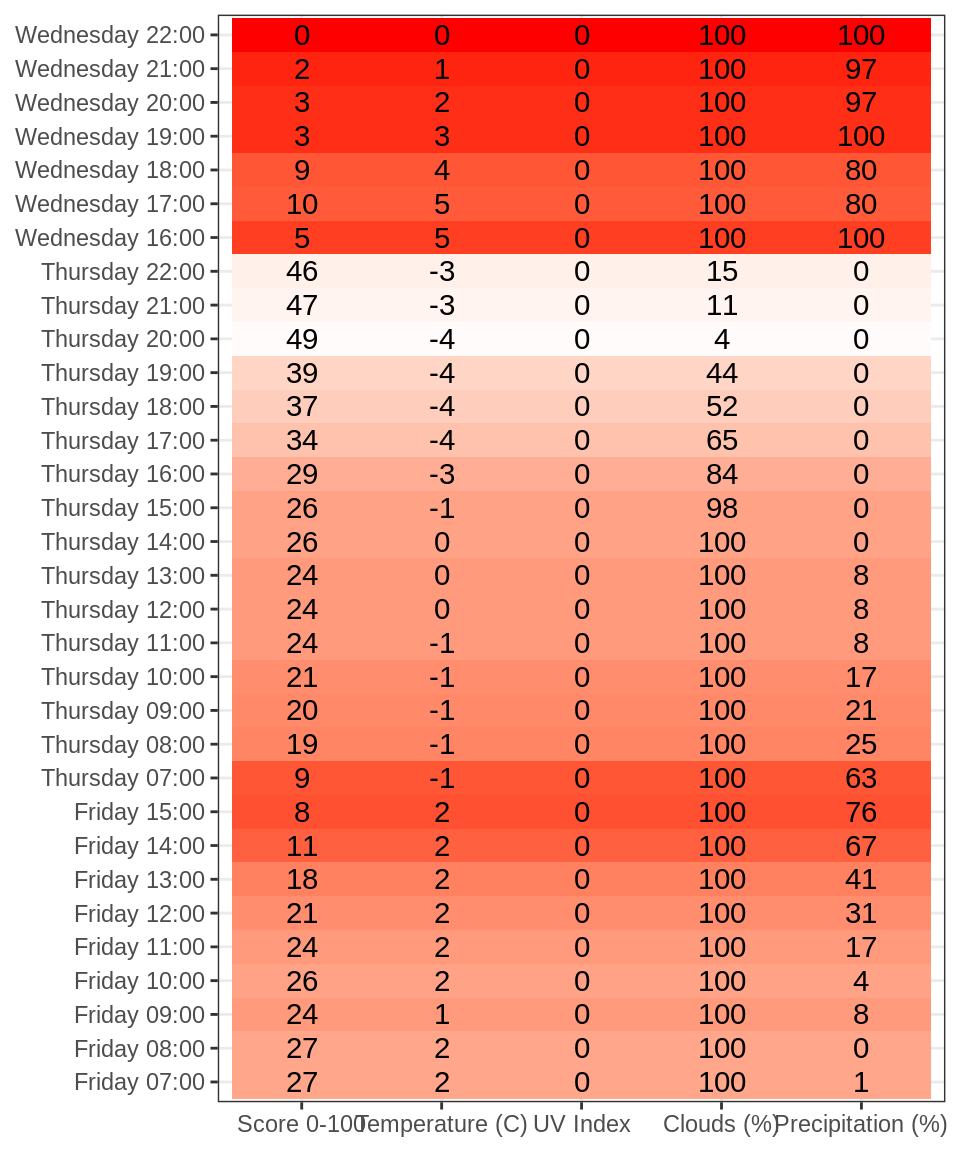 Wednesday 22:00 0 0 0 100 100
Wednesday 21:00 2 1 0 100 97
Wednesday 20:00 3 2 0 100 97
Wednesday 19:00 3 3 0 100 100
Wednesday 18:00 9 4 0 100 80
Wednesday 17:00 10 5 0 100 80
Wednesday 16:00 5 5 0 100 100
Thursday 22:00 46 -3 0 15 0
Thursday 21:00 47 -3 0 11 0
Thursday 20:00 49 -4 0 4 0
Thursday 19:00 39 -4 0 44 0
Thursday 18:00 37 -4 0 52 0
Thursday 17:00 34 -4 0 65 0
Thursday 16:00 29 -3 0 84 0
Thursday 15:00 26 -1 0 98 0
Thursday 14:00 26 0 0 100 0
Thursday 13:00 24 0 0 100 8
Thursday 12:00 24 0 0 100 8
Thursday 11:00 24 -1 0 100 8
Thursday 10:00 21 -1 0 100 17
Thursday 09:00 20 -1 0 100 21
Thursday 08:00 19 -1 0 100 25
Thursday 07:00 9 -1 0 100 63
Friday 15:00 8 2 0 100 76
Friday 14:00 11 2 0 100 67
Friday 13:00 18 2 0 100 41
Friday 12:00 21 2 0 100 31
Friday 11:00 24 2 0 100 17
Friday 10:00 26 2 0 100 4
Friday 09:00 24 1 0 100 8
Friday 08:00 27 2 0 100 0
Friday 07:00 27 2 0 100 1
Score 0-100 Temperature (C) UV Index Clouds (%) Precipitation (%)